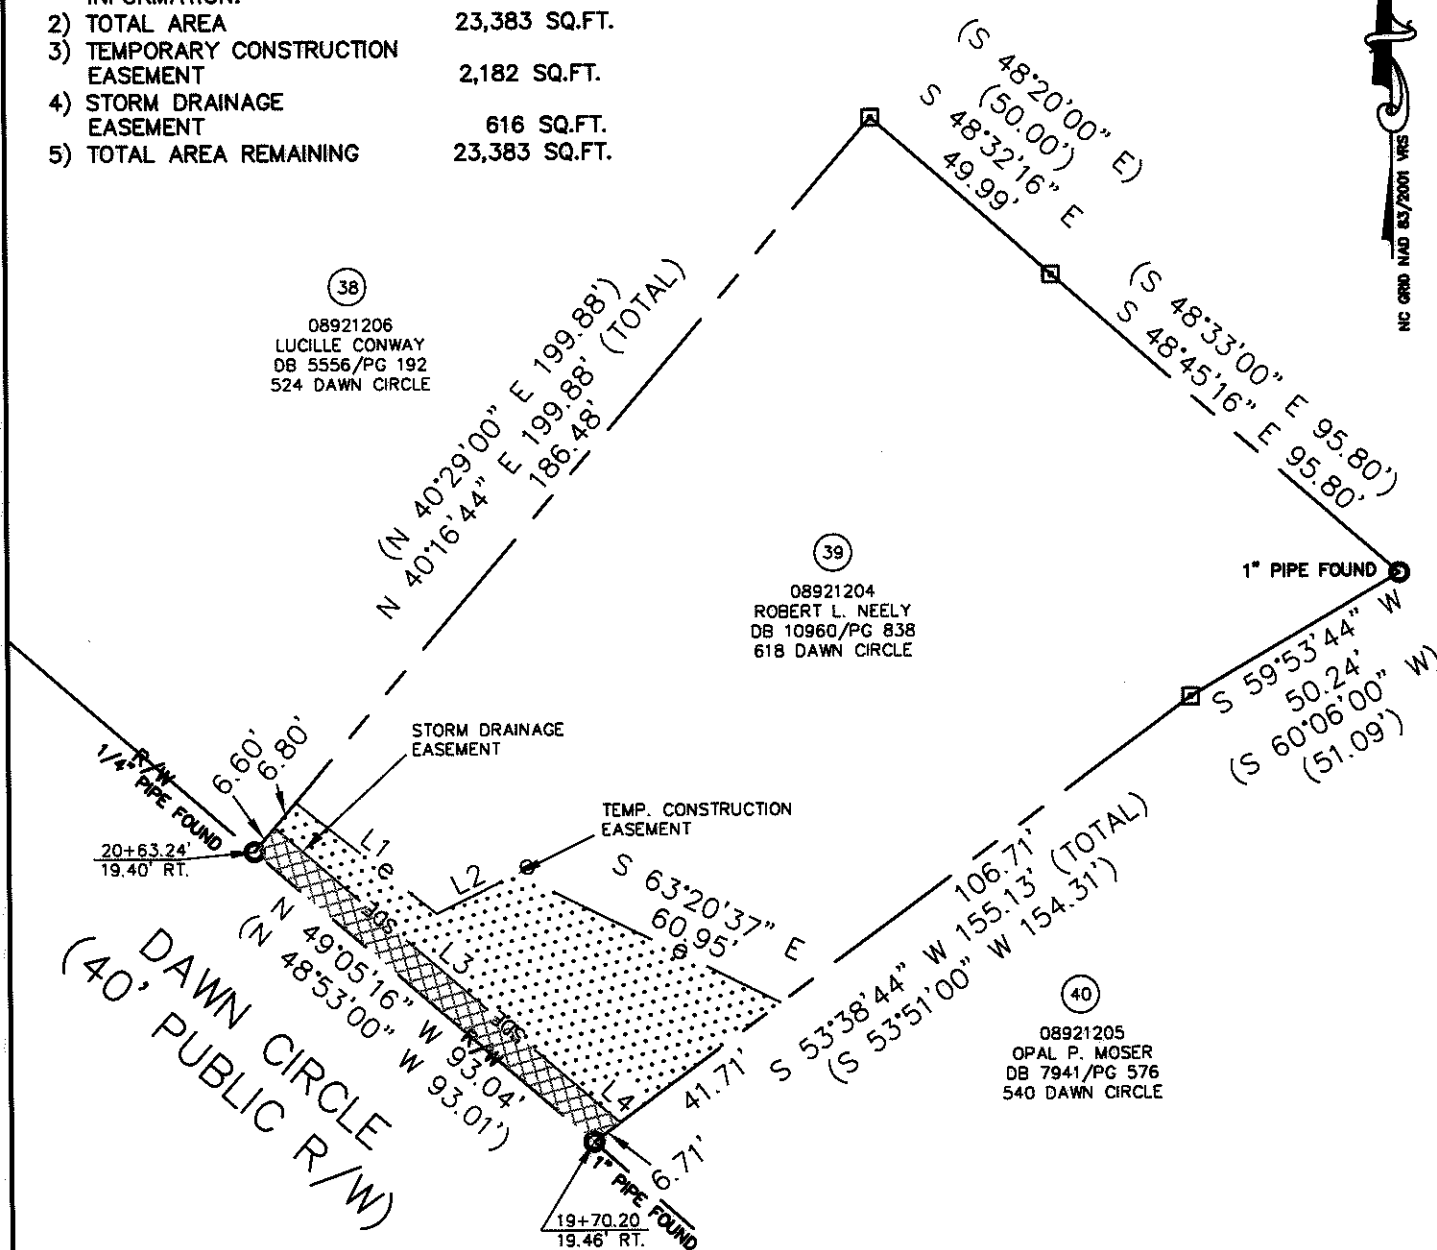 INFORMATION.
2) TOTAL AREA 23,383 SQ.FT.
3) TEMPORARY CONSTRUCTION
EASEMENT 2,182 SQ.FT.
4) STORM DRAINAGE
EASEMENT 616 SQ.FT.
5) TOTAL AREA REMAINING 23,383 SQ.FT.
NC GRID NAD 83/2001 VRS
(S 48°20'00" E)
(50.00')
S 48°32'16" E
49.99'
(S 48°33'00" E 95.80')
S 48°45'16" E 95.80'
38
08921206
LUCILLE CONWAY
DB 5556/PG 192
524 DAWN CIRCLE
(N 40°29'00" E 199.88')
N 40°16'44" E 199.88' (TOTAL)
186.48'
39
08921204
ROBERT L. NEELY
DB 10960/PG 838
618 DAWN CIRCLE
1" PIPE FOUND
S 59°53'44" W
50.24'
(S 60°06'00" W)
(51.09')
R/W
1/4" PIPE FOUND
6.60'
6.80'
STORM DRAINAGE
EASEMENT
TEMP. CONSTRUCTION
EASEMENT
20+63.24'
19.40' RT.
L1
e
L2
S 63°20'37" E
60.95'
SDE
L3
SDE
L4
N 49°05'16" W 93.04'
(N 48°53'00" W 93.01')
R/W
DAWN CIRCLE
(40' PUBLIC R/W)
106.71'
S 53°38'44" W 155.13' (TOTAL)
(S 53°51'00" W 154.31')
41.71'
6.71'
40
08921205
OPAL P. MOSER
DB 7941/PG 576
540 DAWN CIRCLE
1" PIPE FOUND
19+70.20
19.46' RT.